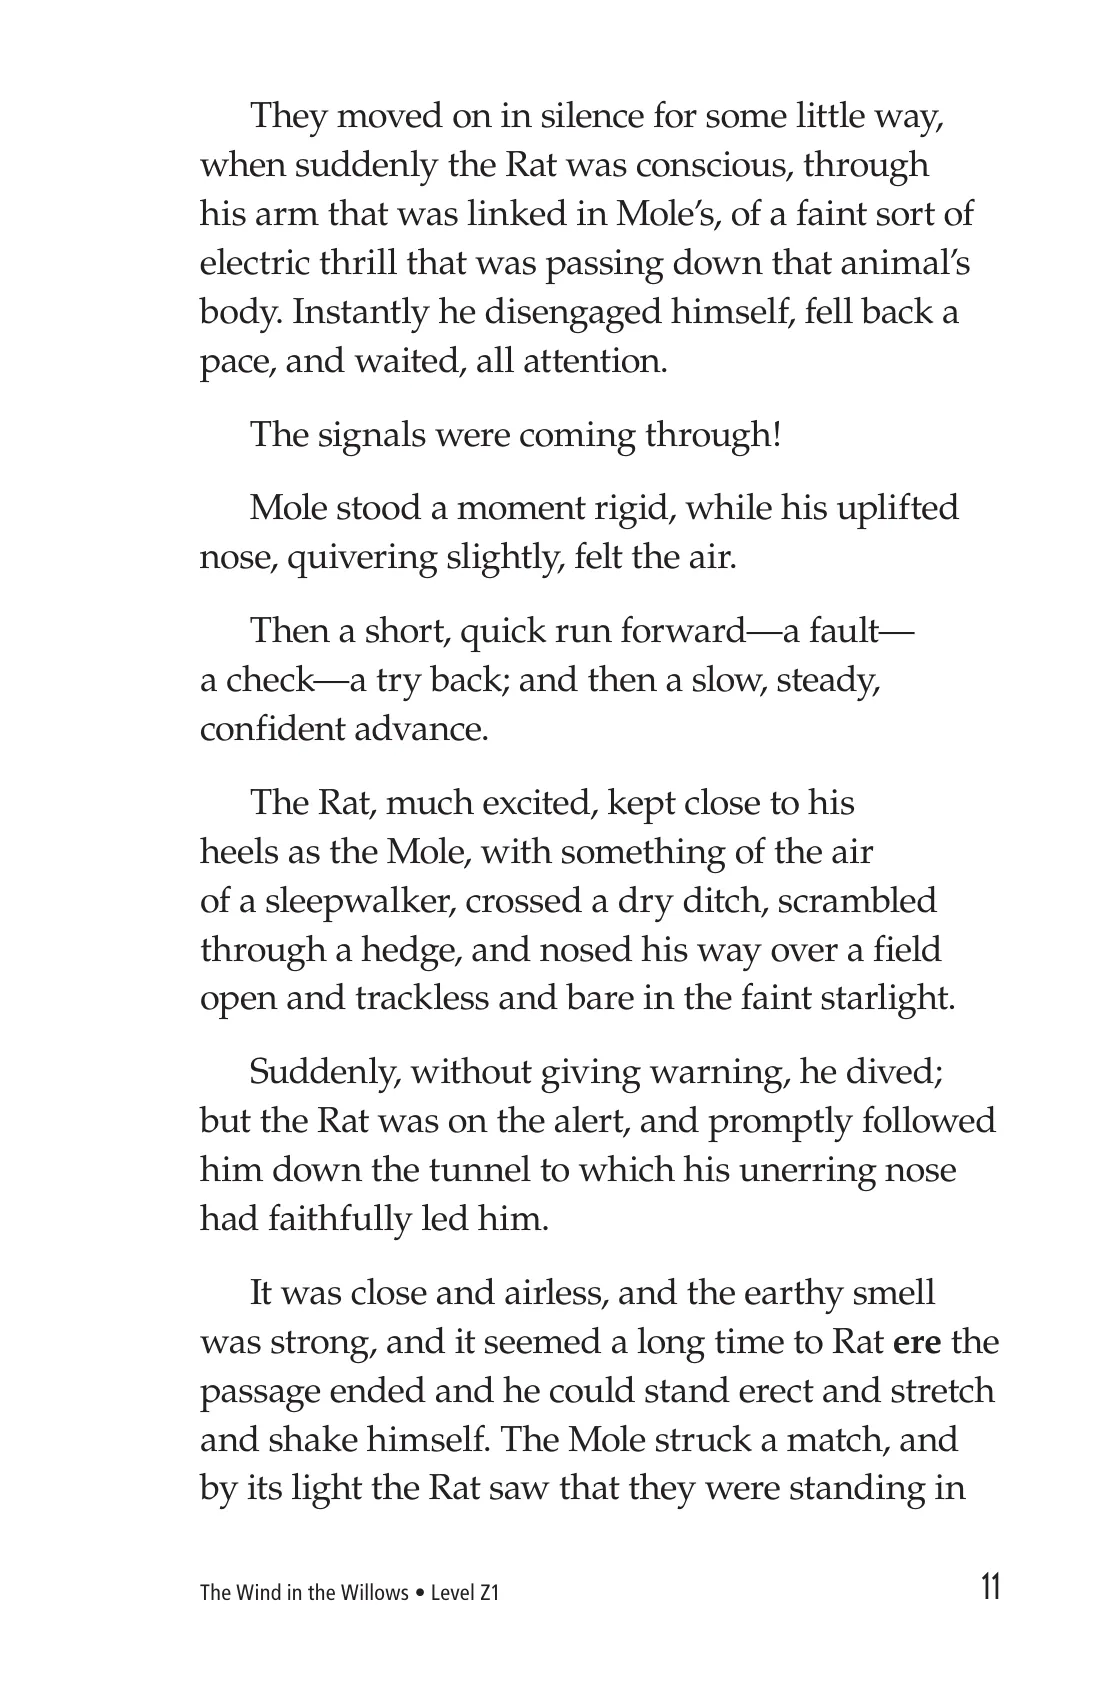 They moved on in silence for some little way,
when suddenly the Rat was conscious, through
his arm that was linked in Mole’s, of a faint sort of
electric thrill that was passing down that animal’s
body. Instantly he disengaged himself, fell back a
pace, and waited, all attention.
The signals were coming through!
Mole stood a moment rigid, while his uplifted
nose, quivering slightly, felt the air.
Then a short, quick run forward—a fault—
a check—a try back; and then a slow, steady,
confident advance.
The Rat, much excited, kept close to his
heels as the Mole, with something of the air
of a sleepwalker, crossed a dry ditch, scrambled
through a hedge, and nosed his way over a field
open and trackless and bare in the faint starlight.
Suddenly, without giving warning, he dived;
but the Rat was on the alert, and promptly followed
him down the tunnel to which his unerring nose
had faithfully led him.
It was close and airless, and the earthy smell
was strong, and it seemed a long time to Rat ere the
passage ended and he could stand erect and stretch
and shake himself. The Mole struck a match, and
by its light the Rat saw that they were standing in
The Wind in the Willows • Level Z1
11